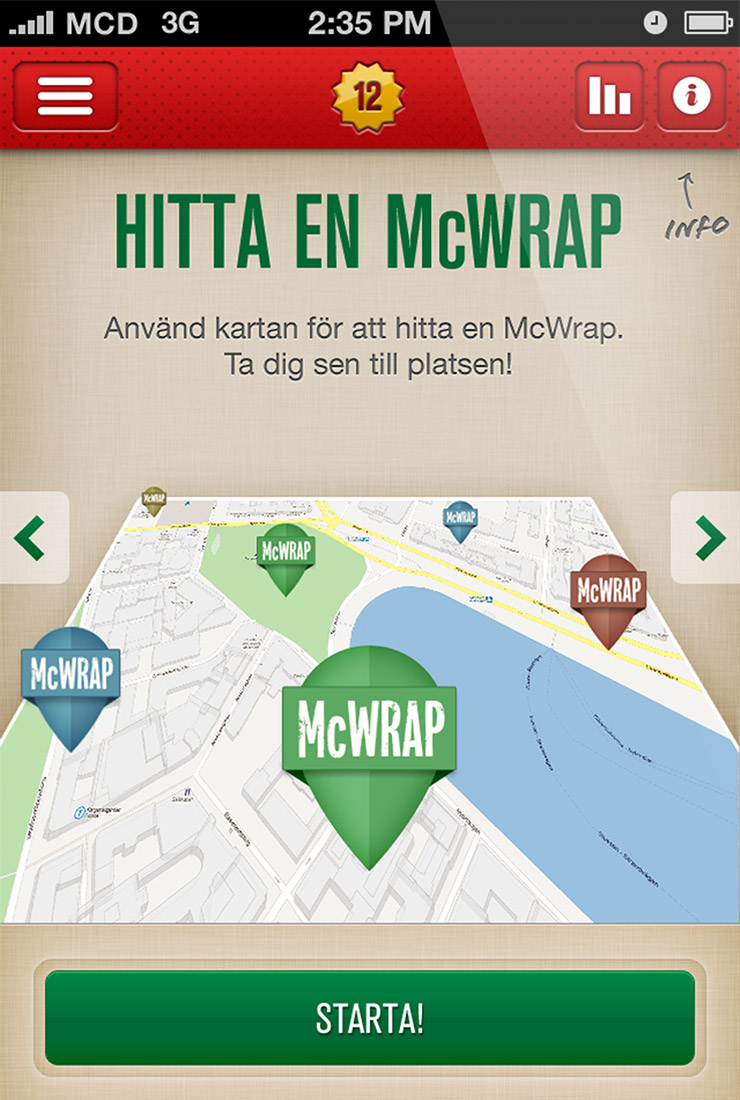 MCD 3G 2:35 PM
12
HITTA EN McWRAP
INFO
Använd kartan för att hitta en McWrap.
Ta dig sen till platsen!
McWRAP
McWRAP
McWRAP
McWRAP
McWRAP
McWRAP
STARTA!